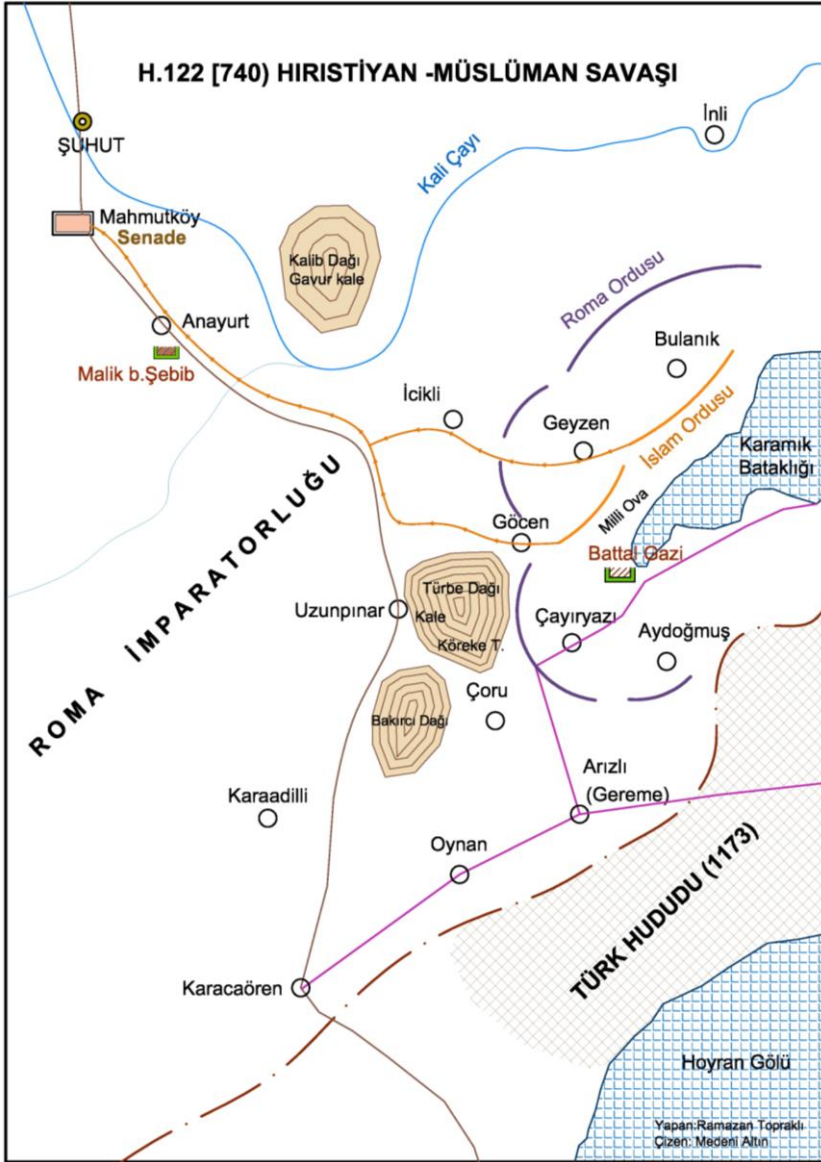 H.122 [740) HIRISTİYAN -MÜSLÜMAN SAVAŞI
İnli
ŞUHUT
Kali Çayı
Mahmutköy
Senade
Kalib Dağı
Gavur kale
Roma Ordusu
Anayurt
Malik b.Şebib
Bulanık
İcikli
Geyzen
İslam Ordusu
Karamık
Bataklığı
Milli Ova
Göcen
Battal Gazi
ROMA İMPARATORLUĞU
Türbe Dağı
Kale
Köreke T.
Uzunpınar
Çayıryazı
Aydoğmuş
Çoru
Bakırcı Dağı
Arızlı
(Gereme)
Karaadilli
Oynan
TÜRK HUDUDU (1173)
Karacaören
Hoyran Gölü
Yapan:Ramazan Topraklı
Çizen: Medeni Altın